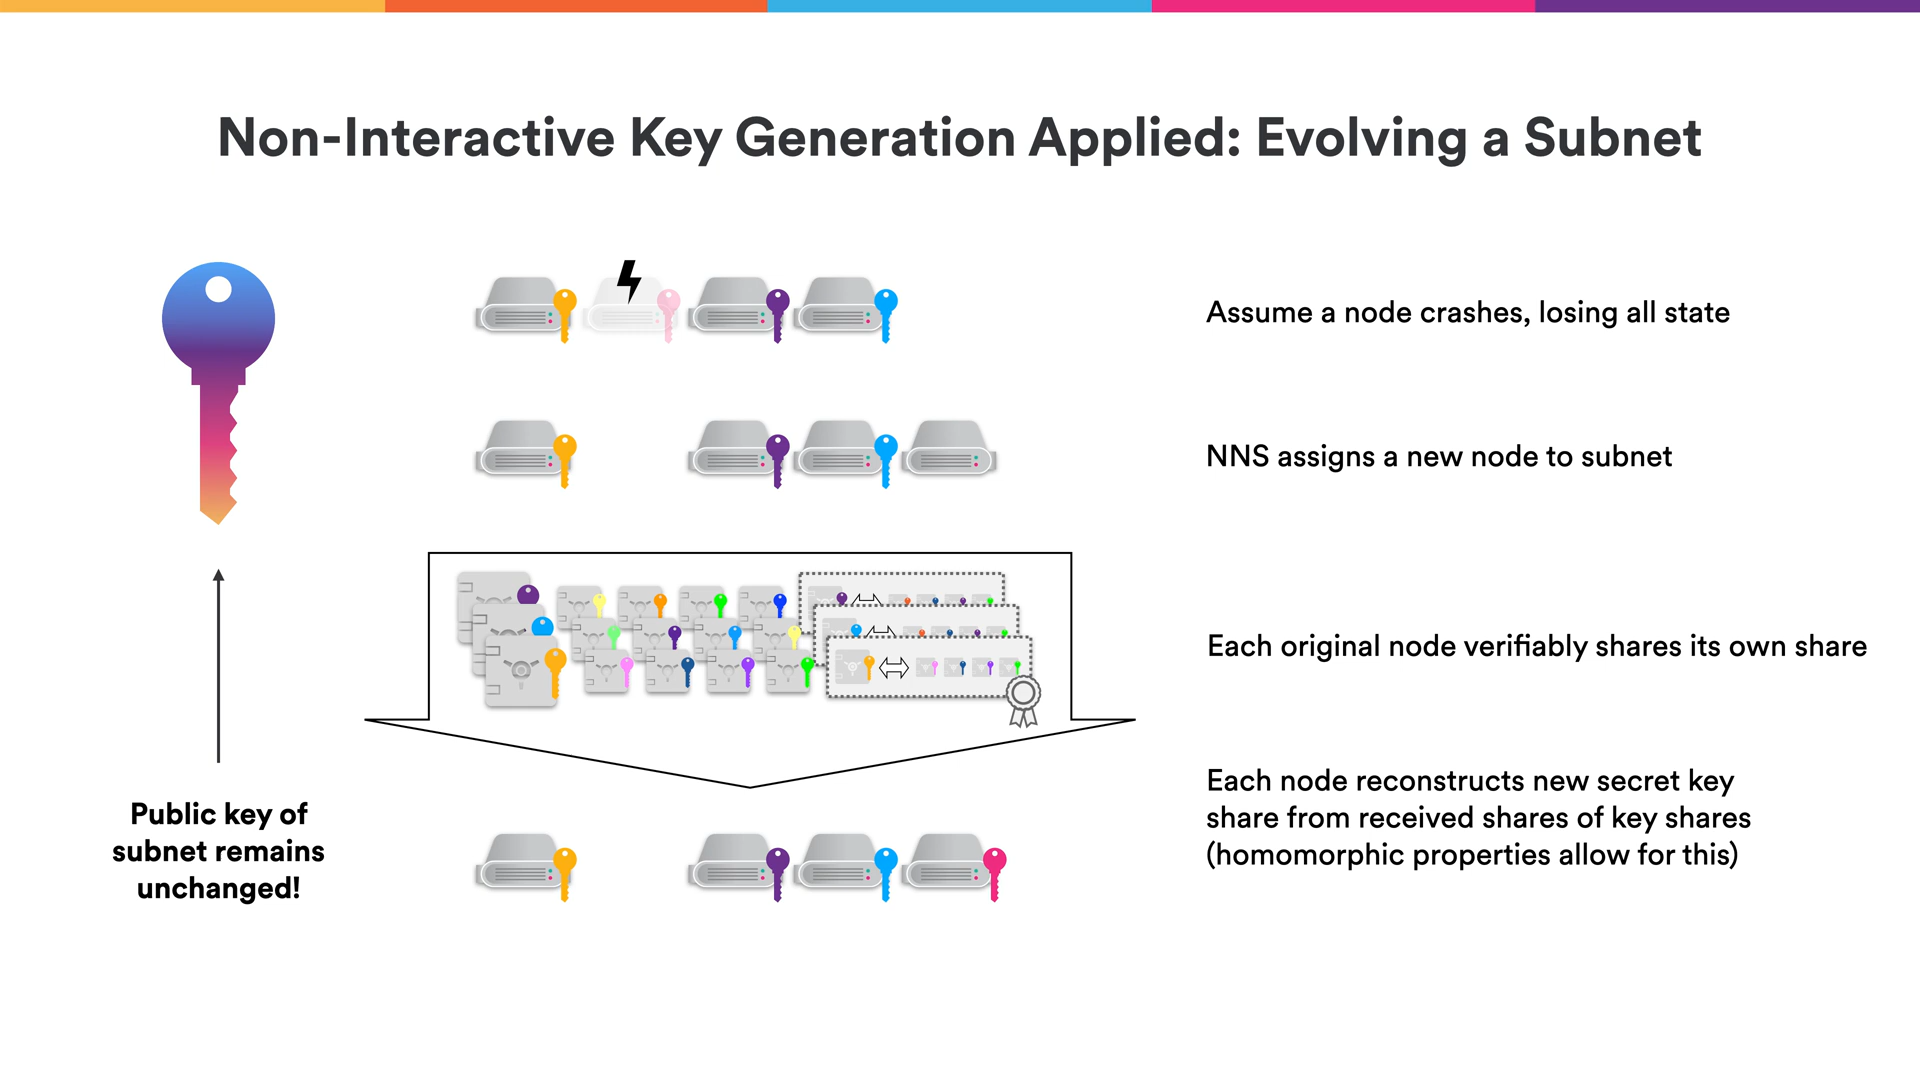 Non-Interactive Key Generation Applied: Evolving a Subnet
Assume a node crashes, losing all state
NNS assigns a new node to subnet
Each original node verifiably shares its own share
Each node reconstructs new secret key
share from received shares of key shares
(homomorphic properties allow for this)
Public key of
subnet remains
unchanged!